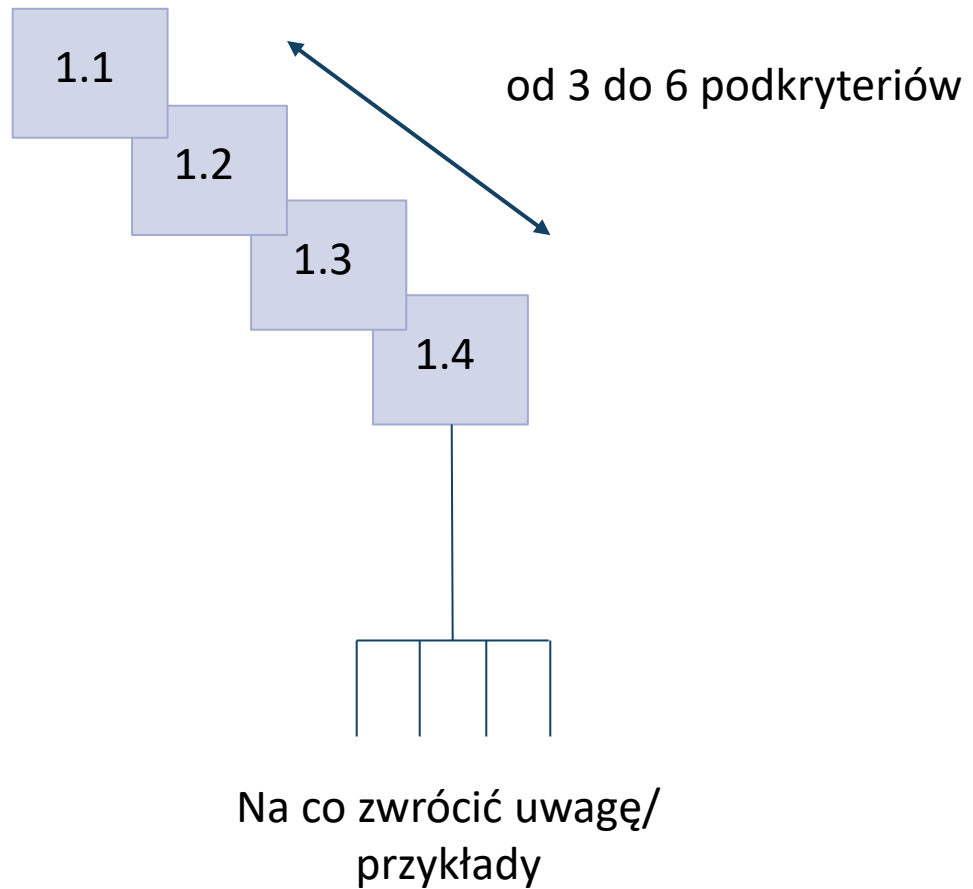 1.1
od 3 do 6 podkryteriów
1.2
1.3
1.4
Na co zwrócić uwagę/
przykłady